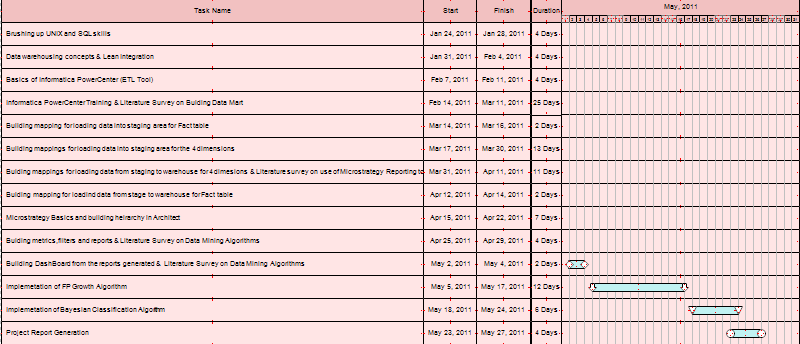 Task Name Start Finish Duration May, 2011
Brushing up UNIX and SQL skills Jan 24, 2011 Jan 28, 2011 4 Days
Data warehousing concepts & Lean Integration Jan 31, 2011 Feb 4, 2011 4 Days
Basics of Informatica PowerCenter (ETL Tool) Feb 7, 2011 Feb 11, 2011 4 Days
Informatica PowerCenter Training & Literature Survey on Building Data Mart Feb 14, 2011 Mar 11, 2011 25 Days
Building mapping for loading data into staging area for Fact table Mar 14, 2011 Mar 16, 2011 2 Days
Building mappings for loading data into staging area for the 4 dimensions Mar 17, 2011 Mar 30, 2011 13 Days
Building mappings for loading data from staging to warehouse for 4 dimesions & Literature survey on use of Microstrategy Reporting to Mar 31, 2011 Apr 11, 2011 11 Days
Building mapping for loadind data from stage to warehouse for Fact table Apr 12, 2011 Apr 14, 2011 2 Days
Microstrategy Basics and building heirarchy in Architect Apr 15, 2011 Apr 22, 2011 7 Days
Building metrics,filters and reports & Literature Survey on Data Mining Algorithms Apr 25, 2011 Apr 29, 2011 4 Days
Building DashBoard from the reports generated & Literature Survey on Data Mining Algorithms May 2, 2011 May 4, 2011 2 Days
Implemetation of FP Growth Algorithm May 5, 2011 May 17, 2011 12 Days
Implemetation of Bayesian Classification Algorithm May 18, 2011 May 24, 2011 6 Days
Project Report Generation May 23, 2011 May 27, 2011 4 Days